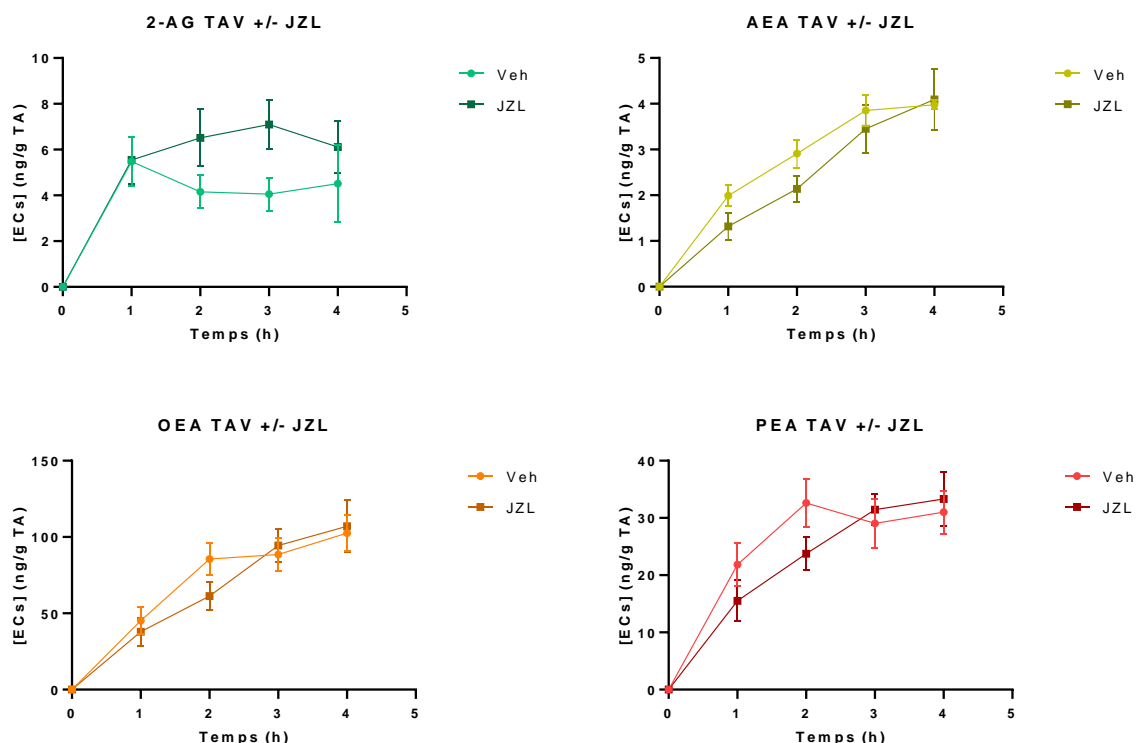 2-AG TAV +/- JZL
[ECs] (ng/g TA)
10
8
6
4
2
0
0 1 2 3 4 5
Temps (h)
Veh
JZL
AEA TAV +/- JZL
[ECs] (ng/g TA)
5
4
3
2
1
0
0 1 2 3 4 5
Temps (h)
Veh
JZL
OEA TAV +/- JZL
[ECs] (ng/g TA)
150
100
50
0
0 1 2 3 4 5
Temps (h)
Veh
JZL
PEA TAV +/- JZL
[ECs] (ng/g TA)
40
30
20
10
0
0 1 2 3 4 5
Temps (h)
Veh
JZL